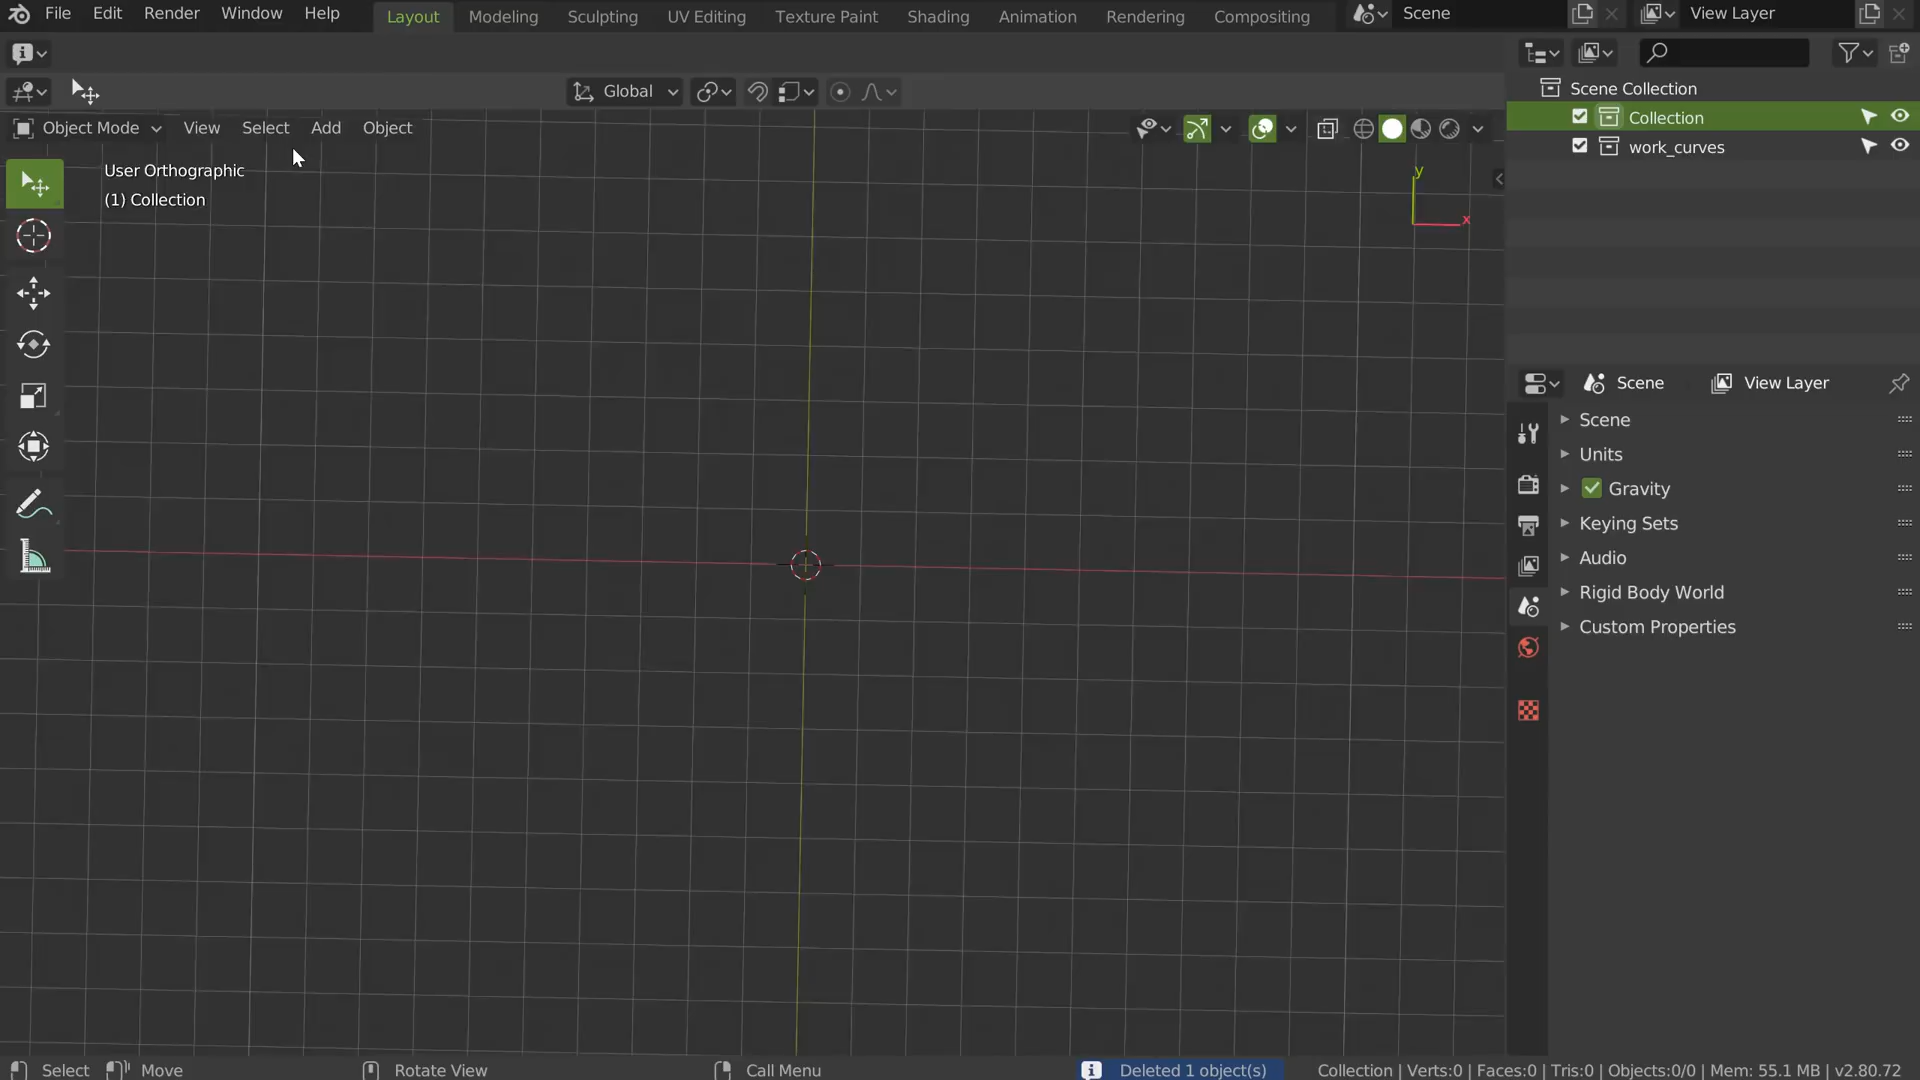 File Edit Render Window Help Layout Modeling Sculpting UV Editing Texture Paint Shading Animation Rendering Compositing Scene View Layer
Global
Scene Collection
Object Mode View Select Add Object
Collection
work_curves
User Orthographic
(1) Collection
y
x
Scene View Layer
Scene
Units
Gravity
Keying Sets
Audio
Rigid Body World
Custom Properties
Select Move Rotate View Call Menu Deleted 1 object(s) Collection | Verts:0 | Faces:0 | Tris:0 | Objects:0/0 | Mem: 55.1 MB | v2.80.72